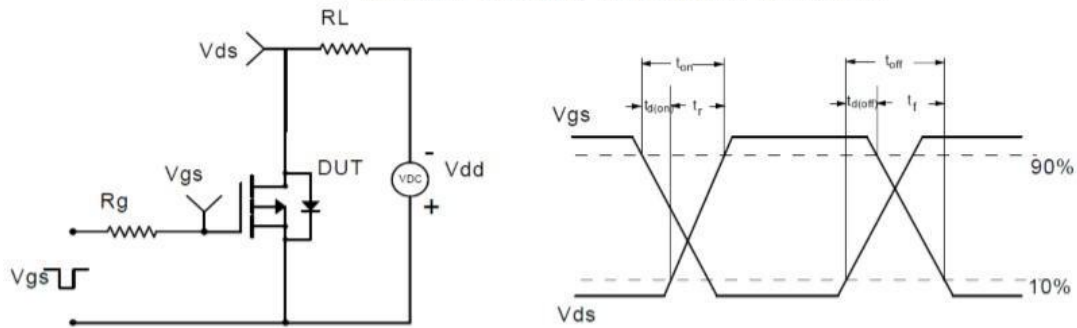 RL
Vds
DUT
Vgs
Rg
Vgs
VDC
-
Vdd
+
ton
toff
td(on)
tr
td(off)
tf
Vgs
90%
10%
Vds